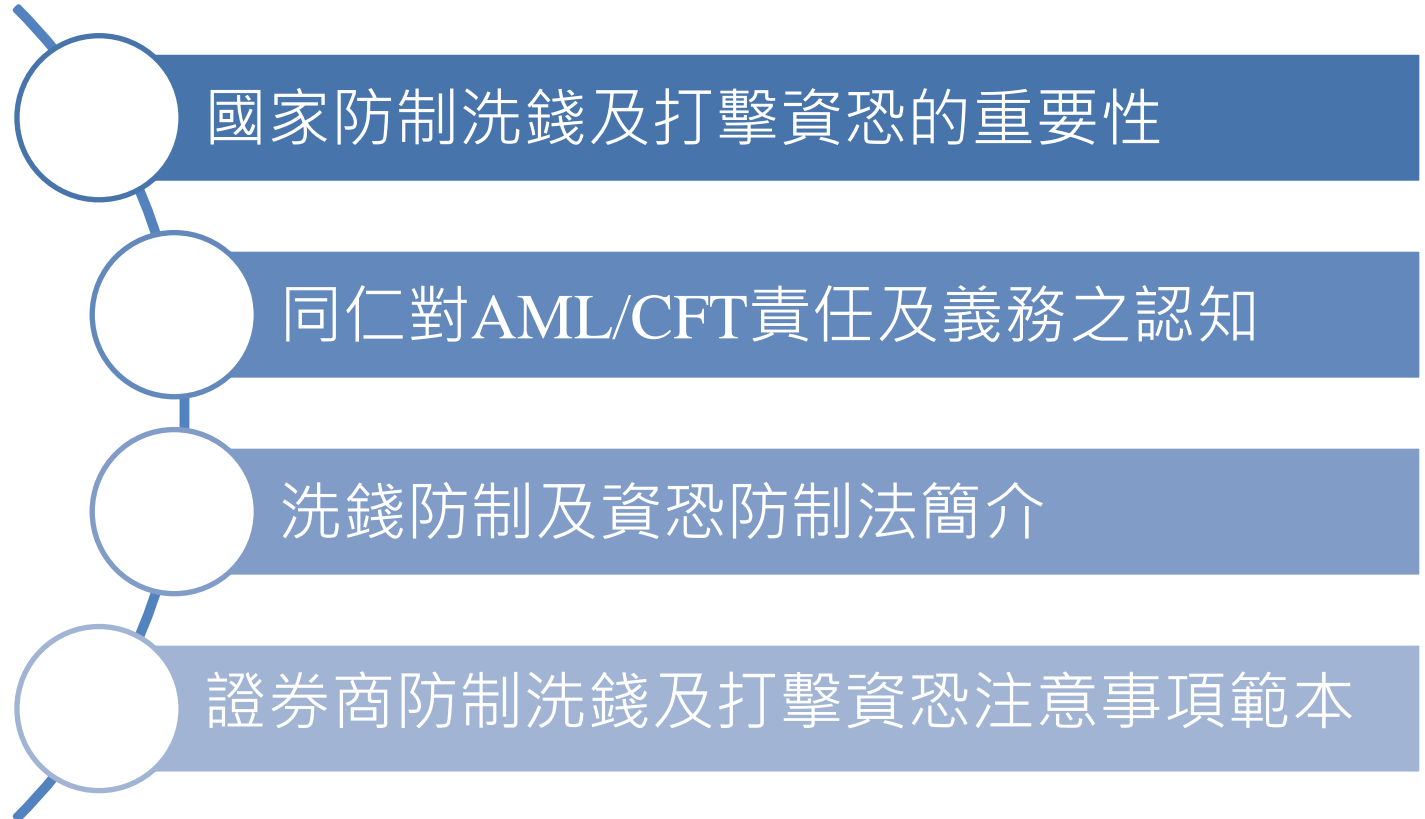 國家防制洗錢及打擊資恐的重要性
同仁對AML/CFT責任及義務之認知
洗錢防制及資恐防制法簡介
證券商防制洗錢及打擊資恐注意事項範本